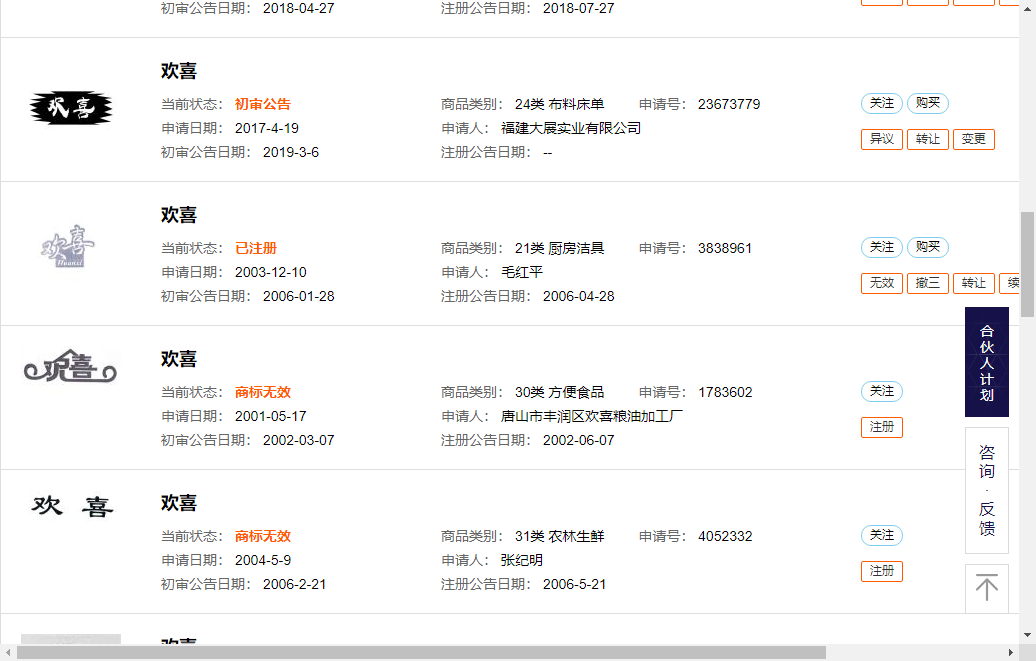 初审公告日期： 2018-04-27 注册公告日期： 2018-07-27
欢喜
欢喜
当前状态： 初审公告 商品类别： 24类 布料床单 申请号： 23673779 关注 购买
申请日期： 2017-4-19 申请人： 福建大展实业有限公司
异议 转让 变更
初审公告日期： 2019-3-6 注册公告日期： --
欢喜
欢喜
Huanxi
当前状态： 已注册 商品类别： 21类 厨房洁具 申请号： 3838961 关注 购买
申请日期： 2003-12-10 申请人： 毛红平
无效 撤三 转让 续
初审公告日期： 2006-01-28 注册公告日期： 2006-04-28
合伙人计划
欢喜
欢喜
当前状态： 商标无效 商品类别： 30类 方便食品 申请号： 1783602 关注
申请日期： 2001-05-17 申请人： 唐山市丰润区欢喜粮油加工厂
注册
初审公告日期： 2002-03-07 注册公告日期： 2002-06-07
咨询·反馈
欢喜
欢喜
当前状态： 商标无效 商品类别： 31类 农林生鲜 申请号： 4052332 关注
申请日期： 2004-5-9 申请人： 张纪明
注册
初审公告日期： 2006-2-21 注册公告日期： 2006-5-21
欢喜